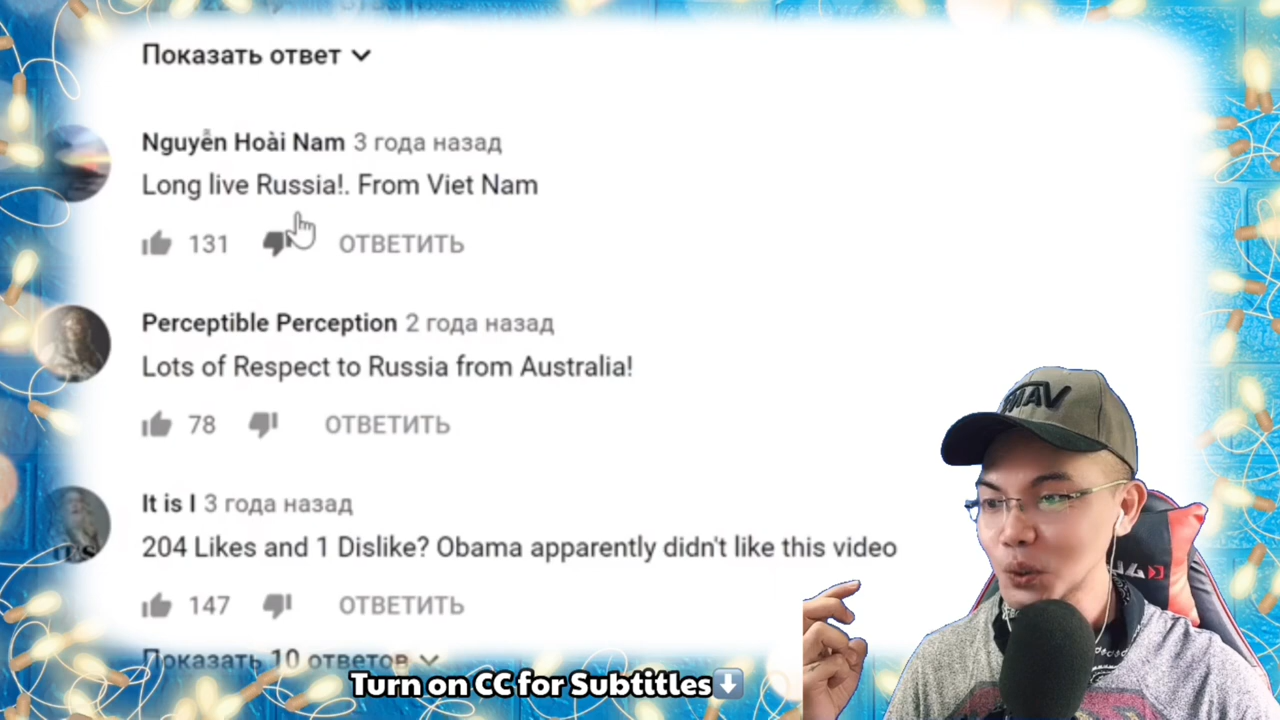 Показать ответ
Nguyễn Hoài Nam 3 года назад
Long live Russia!. From Viet Nam
131 ОТВЕТИТЬ
Perceptible Perception 2 года назад
Lots of Respect to Russia from Australia!
78 ОТВЕТИТЬ
It is I 3 года назад
204 Likes and 1 Dislike? Obama apparently didn't like this video
147 ОТВЕТИТЬ
Показать 10 ответов
Turn on CC for Subtitles